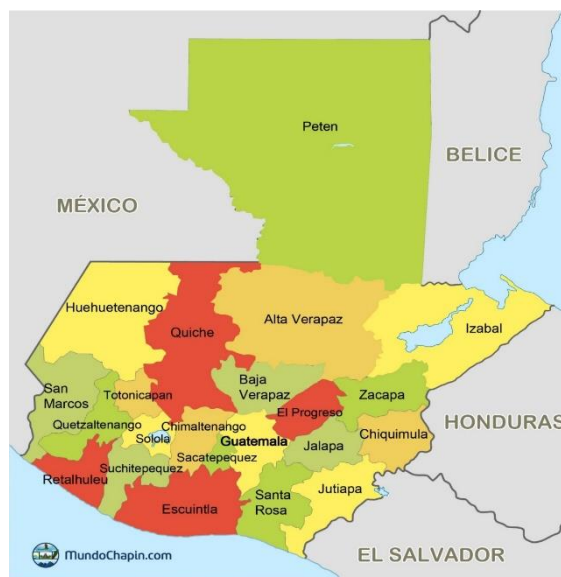 Peten
BELICE
MÉXICO
Huehuetenango
Quiche
Alta Verapaz
Izabal
San
Marcos
Totonicapan
Baja
Verapaz
El Progreso
Zacapa
Quetzaltenango
Solola
Chimaltenango
Guatemala
Sacatepequez
Jalapa
Chiquimula
HONDURAS
Retalhuleu
Suchitepequez
Escuintla
Santa
Rosa
Jutiapa
EL SALVADOR
MundoChapin.com